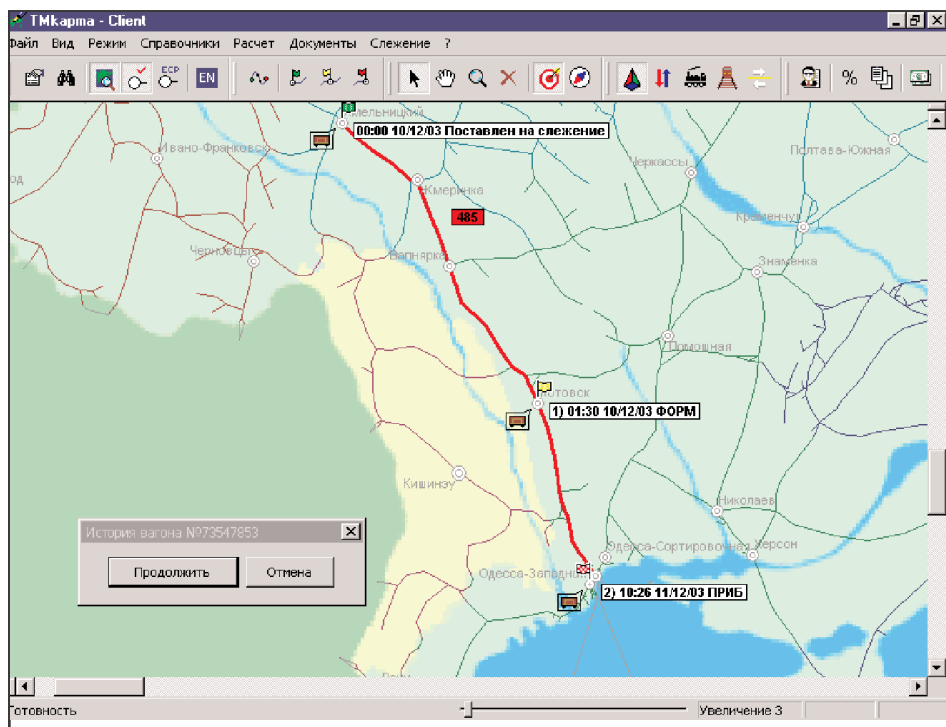 ТМкарта - Client
Файл Вид Режим Справочники Расчет Документы Слежение ?
ЕСР EN %
00:00 10/12/03 Поставлен на слежение
Ивано-Франковск
Полтава-Южная
Черкассы
Жмеринка
485
Кременчуг
Черновцы
Вапнярка
Знаменка
Помошная
Котовск
1) 01:30 10/12/03 ФОРМ
Кишинэу
Николаев
История вагона №73547853
Одесса-Сортировочная Херсон
Продолжить Отмена
Одесса-Западная
2) 10:26 11/12/03 ПРИБ
Готовность
Увеличение 3